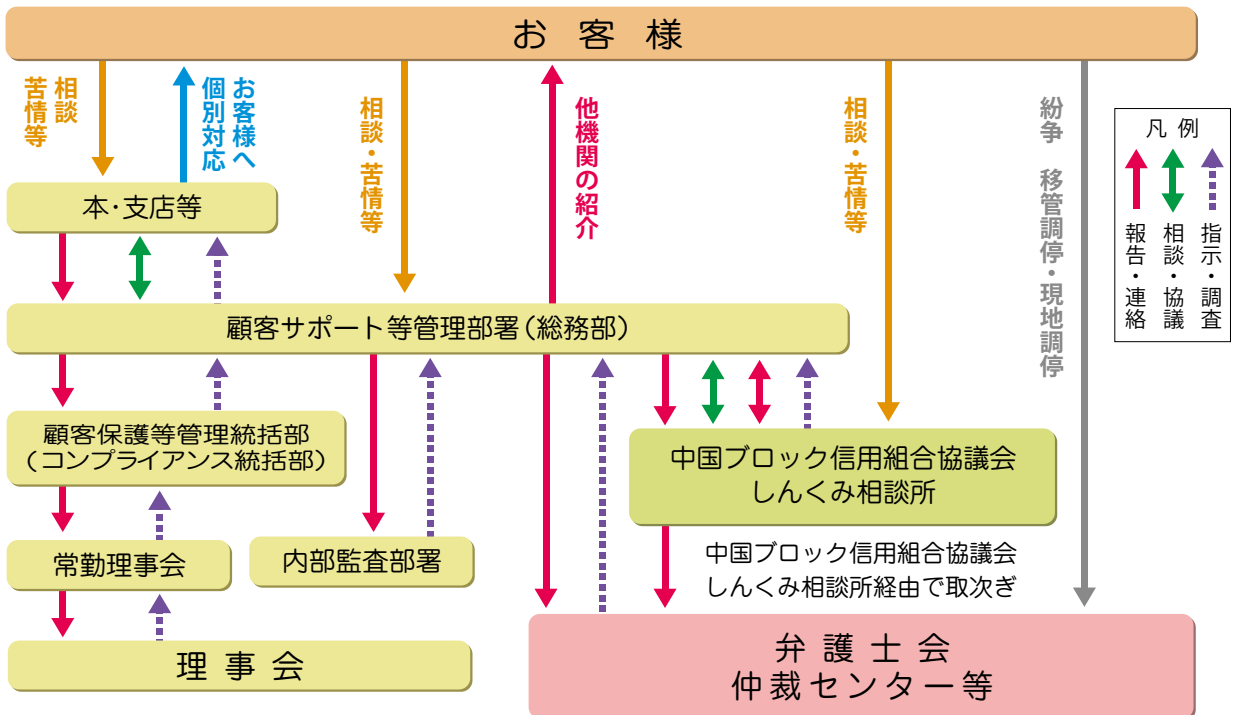 お客様
相談
苦情等
お客様へ
個別対応
相談・苦情等
他機関の紹介
相談・苦情等
紛争 移管調停・現地調停
凡例
報告・連絡
相談・協議
指示・調査
本・支店等
顧客サポート等管理部署（総務部）
顧客保護等管理統括部
（コンプライアンス統括部）
中国ブロック信用組合協議会
しんくみ相談所
常勤理事会
内部監査部署
中国ブロック信用組合協議会
しんくみ相談所経由で取次ぎ
理事会
弁護士会
仲裁センター等